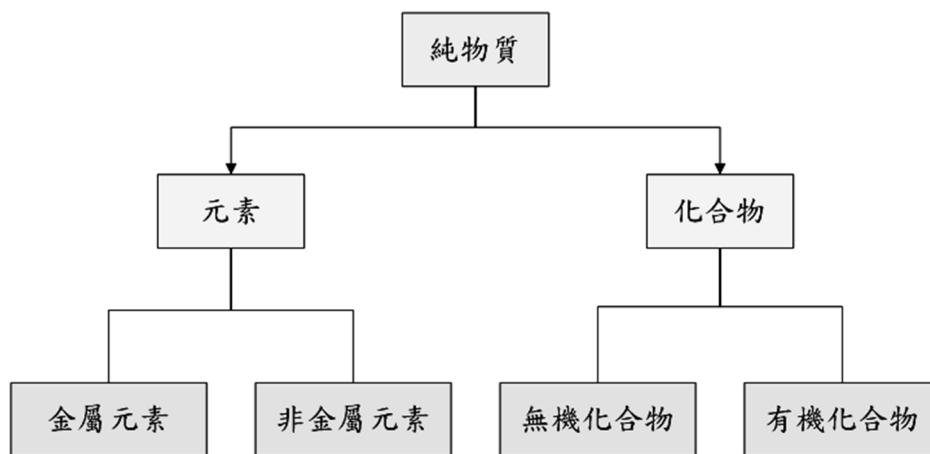 純物質
元素
化合物
金屬元素
非金屬元素
無機化合物
有機化合物